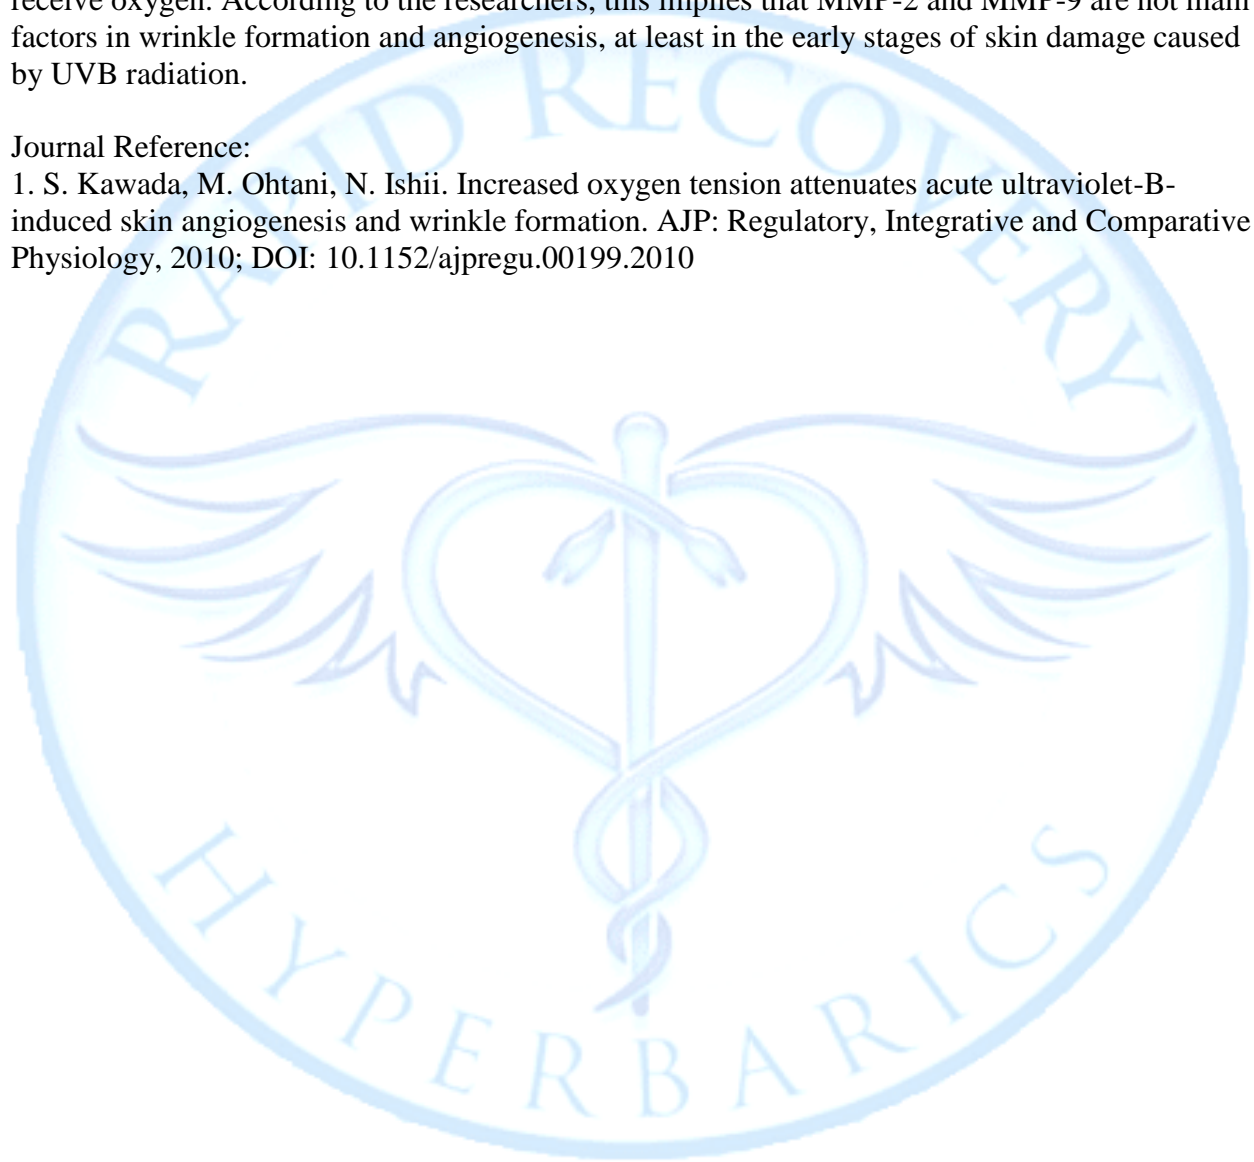 receive oxygen. According to the researchers, this implies that MMP-2 and MMP-9 are not main
factors in wrinkle formation and angiogenesis, at least in the early stages of skin damage caused
by UVB radiation.
Journal Reference:
1. S. Kawada, M. Ohtani, N. Ishii. Increased oxygen tension attenuates acute ultraviolet-B-
induced skin angiogenesis and wrinkle formation. AJP: Regulatory, Integrative and Comparative
Physiology, 2010; DOI: 10.1152/ajpregu.00199.2010
RAPID RECOVERY
HYPERBARICS